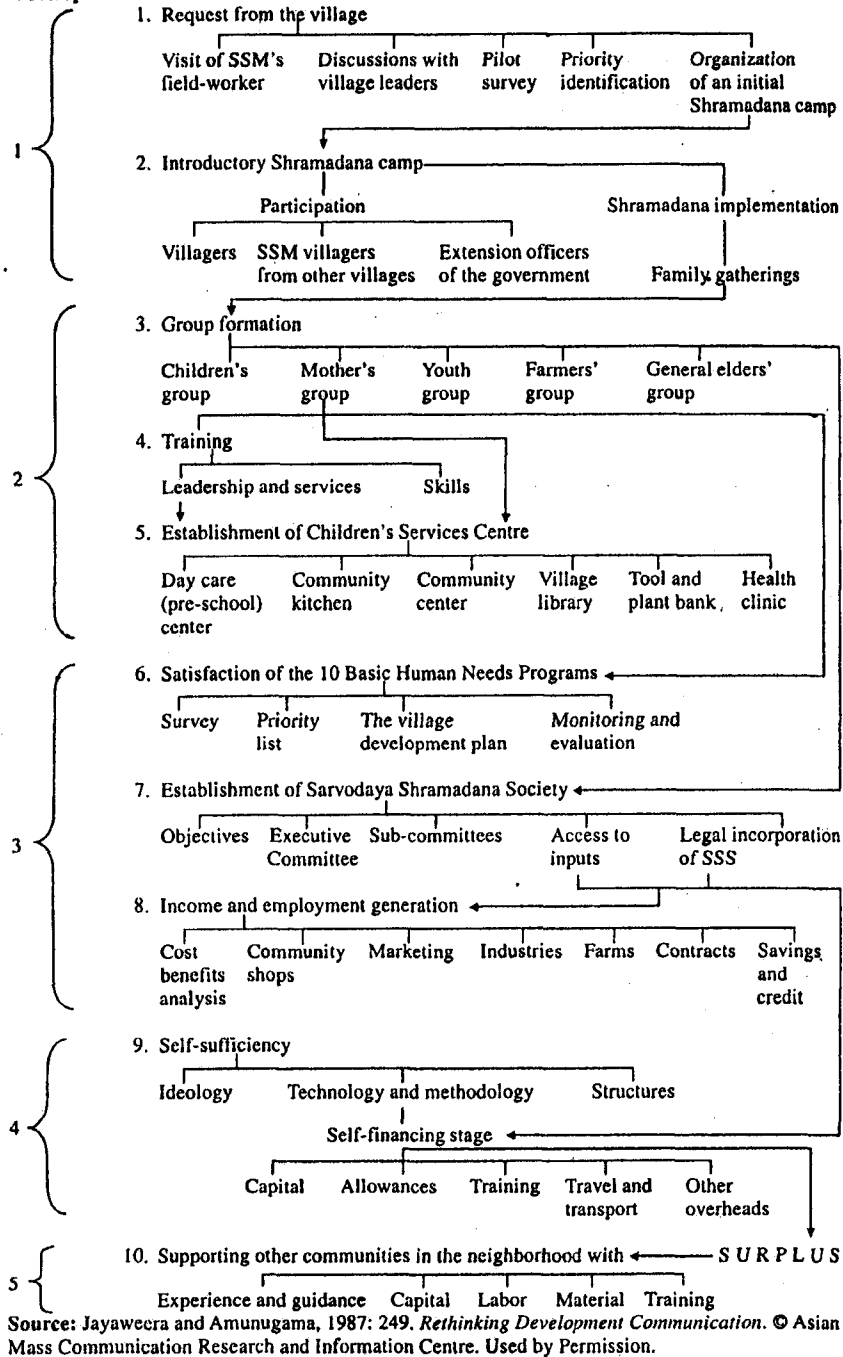 1. Request from the village
Visit of SSM's Discussions with Pilot Priority Organization
field-worker village leaders survey identification of an initial
Shramadana camp
1
2. Introductory Shramadana camp
Participation Shramadana implementation
Villagers SSM villagers Extension officers
from other villages of the government Family gatherings
3. Group formation
Children's Mother's Youth Farmers' General elders'
group group group group group
4. Training
2
Leadership and services Skills
5. Establishment of Children's Services Centre
Day care Community Community Village Tool and Health
(pre-school) kitchen center library plant bank clinic
center
6. Satisfaction of the 10 Basic Human Needs Programs
Survey Priority The village Monitoring and
list development plan evaluation
7. Establishment of Sarvodaya Shramadana Society
Objectives Executive Sub-committees Access to Legal incorporation
Committee inputs of SSS
3
8. Income and employment generation
Cost Community Marketing Industries Farms Contracts Savings
benefits shops and
analysis credit
9. Self-sufficiency
Ideology Technology and methodology Structures
4
Self-financing stage
Capital Allowances Training Travel and Other
transport overheads
10. Supporting other communities in the neighborhood with SURPLUS
5
Experience and guidance Capital Labor Material Training
Source: Jayaweera and Amunugama, 1987: 249. Rethinking Development Communication. © Asian
Mass Communication Research and Information Centre. Used by Permission.